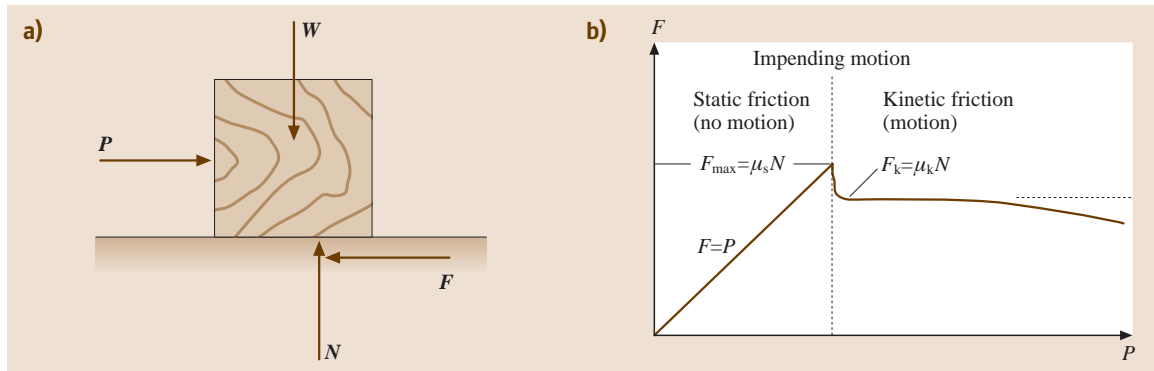 a)
W
P
F
N
b)
F
Impending motion
Static friction
(no motion)
Kinetic friction
(motion)
Fmax=μsN
Fk=μkN
F=P
P